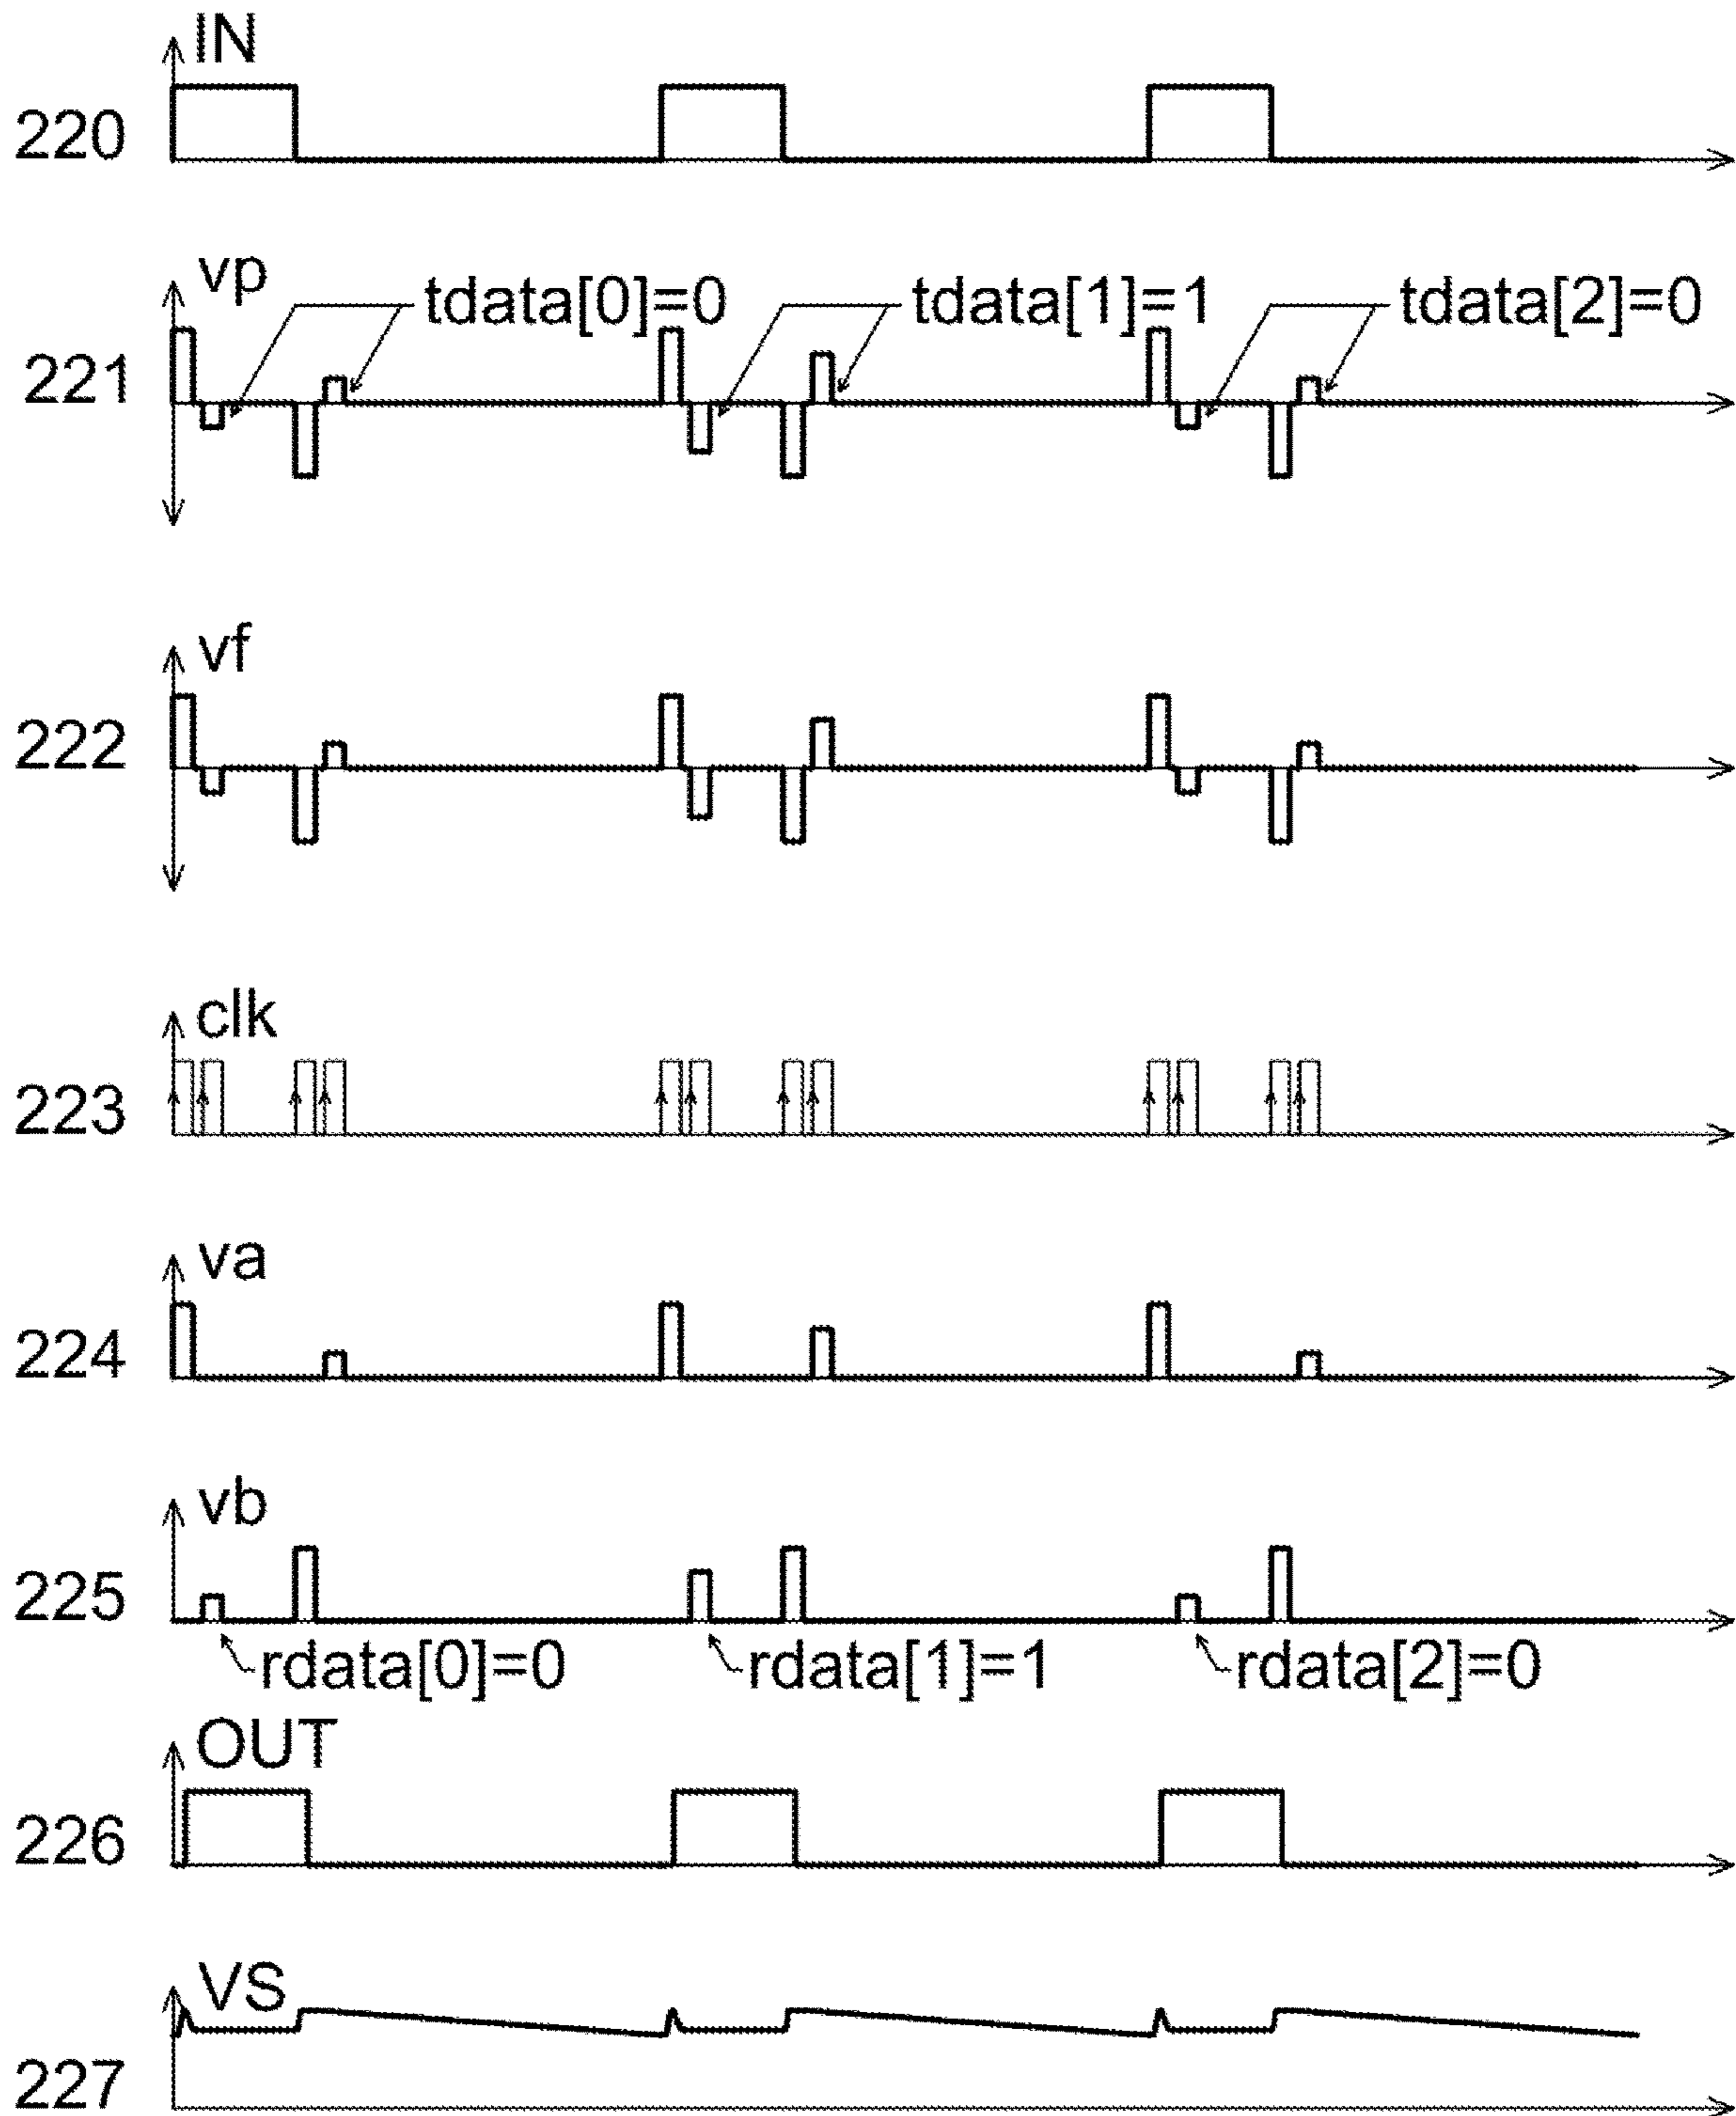 IN
220
vp
tdata[0]=0 tdata[1]=1 tdata[2]=0
221
vf
222
clk
223
va
224
vb
225
rdata[0]=0 rdata[1]=1 rdata[2]=0
OUT
226
VS
227